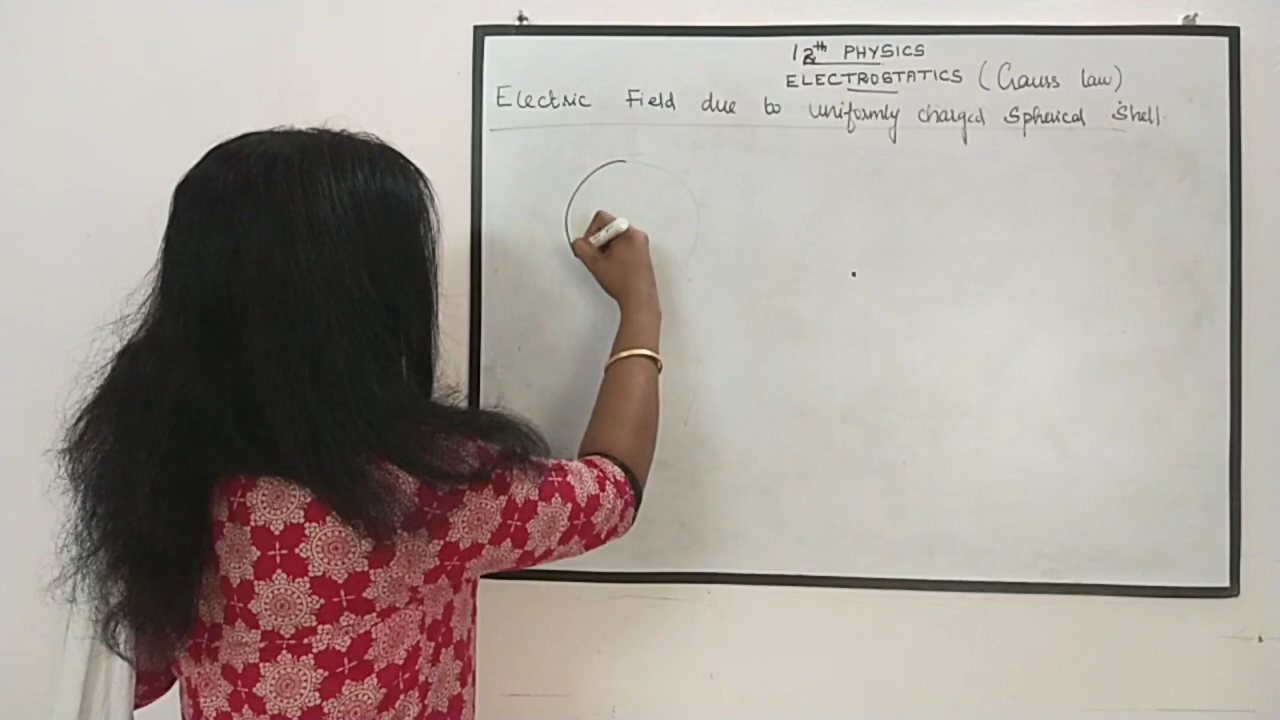 12th PHYSICS
ELECTROSTATICS (Gauss law)
Electric Field due to uniformly charged Spherical Shell.